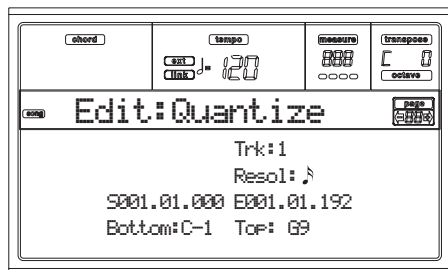 chord tempo measure transpose
ext link ♩= 120 888 C 0
octave
song Edit:Quantize page 88
Trk:1
Resol:♪
S001.01.000 E001.01.192
Bottom:C-1 Top: G9